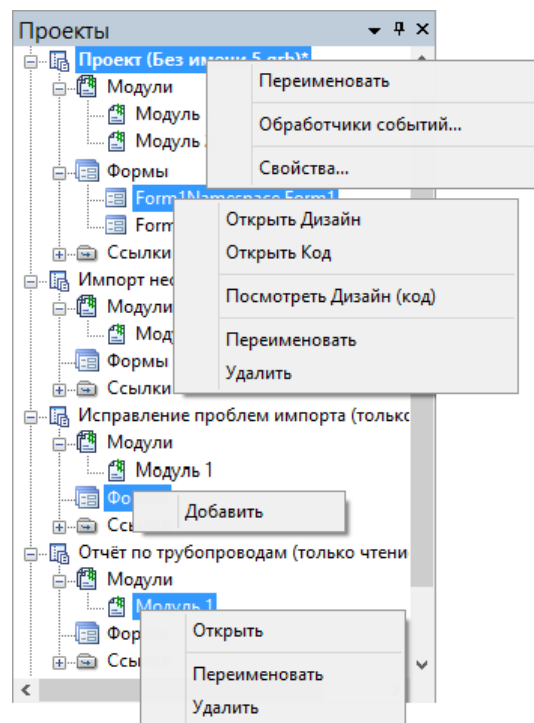 Проекты
Проект (Без имени 5.grb)*
Переименовать
Модули
Модуль
Обработчики событий...
Модуль
Свойства...
Формы
Form1Namespace.Form1
Открыть Дизайн
Form
Открыть Код
Ссылки
Импорт
Посмотреть Дизайн (код)
Модули
Переименовать
Формы
Удалить
Ссылки
Исправление проблем импорта (только
Модули
Модуль 1
Добавить
Отчёт по трубопроводам (только чтени
Модули
Модуль 1
Открыть
Переименовать
Удалить